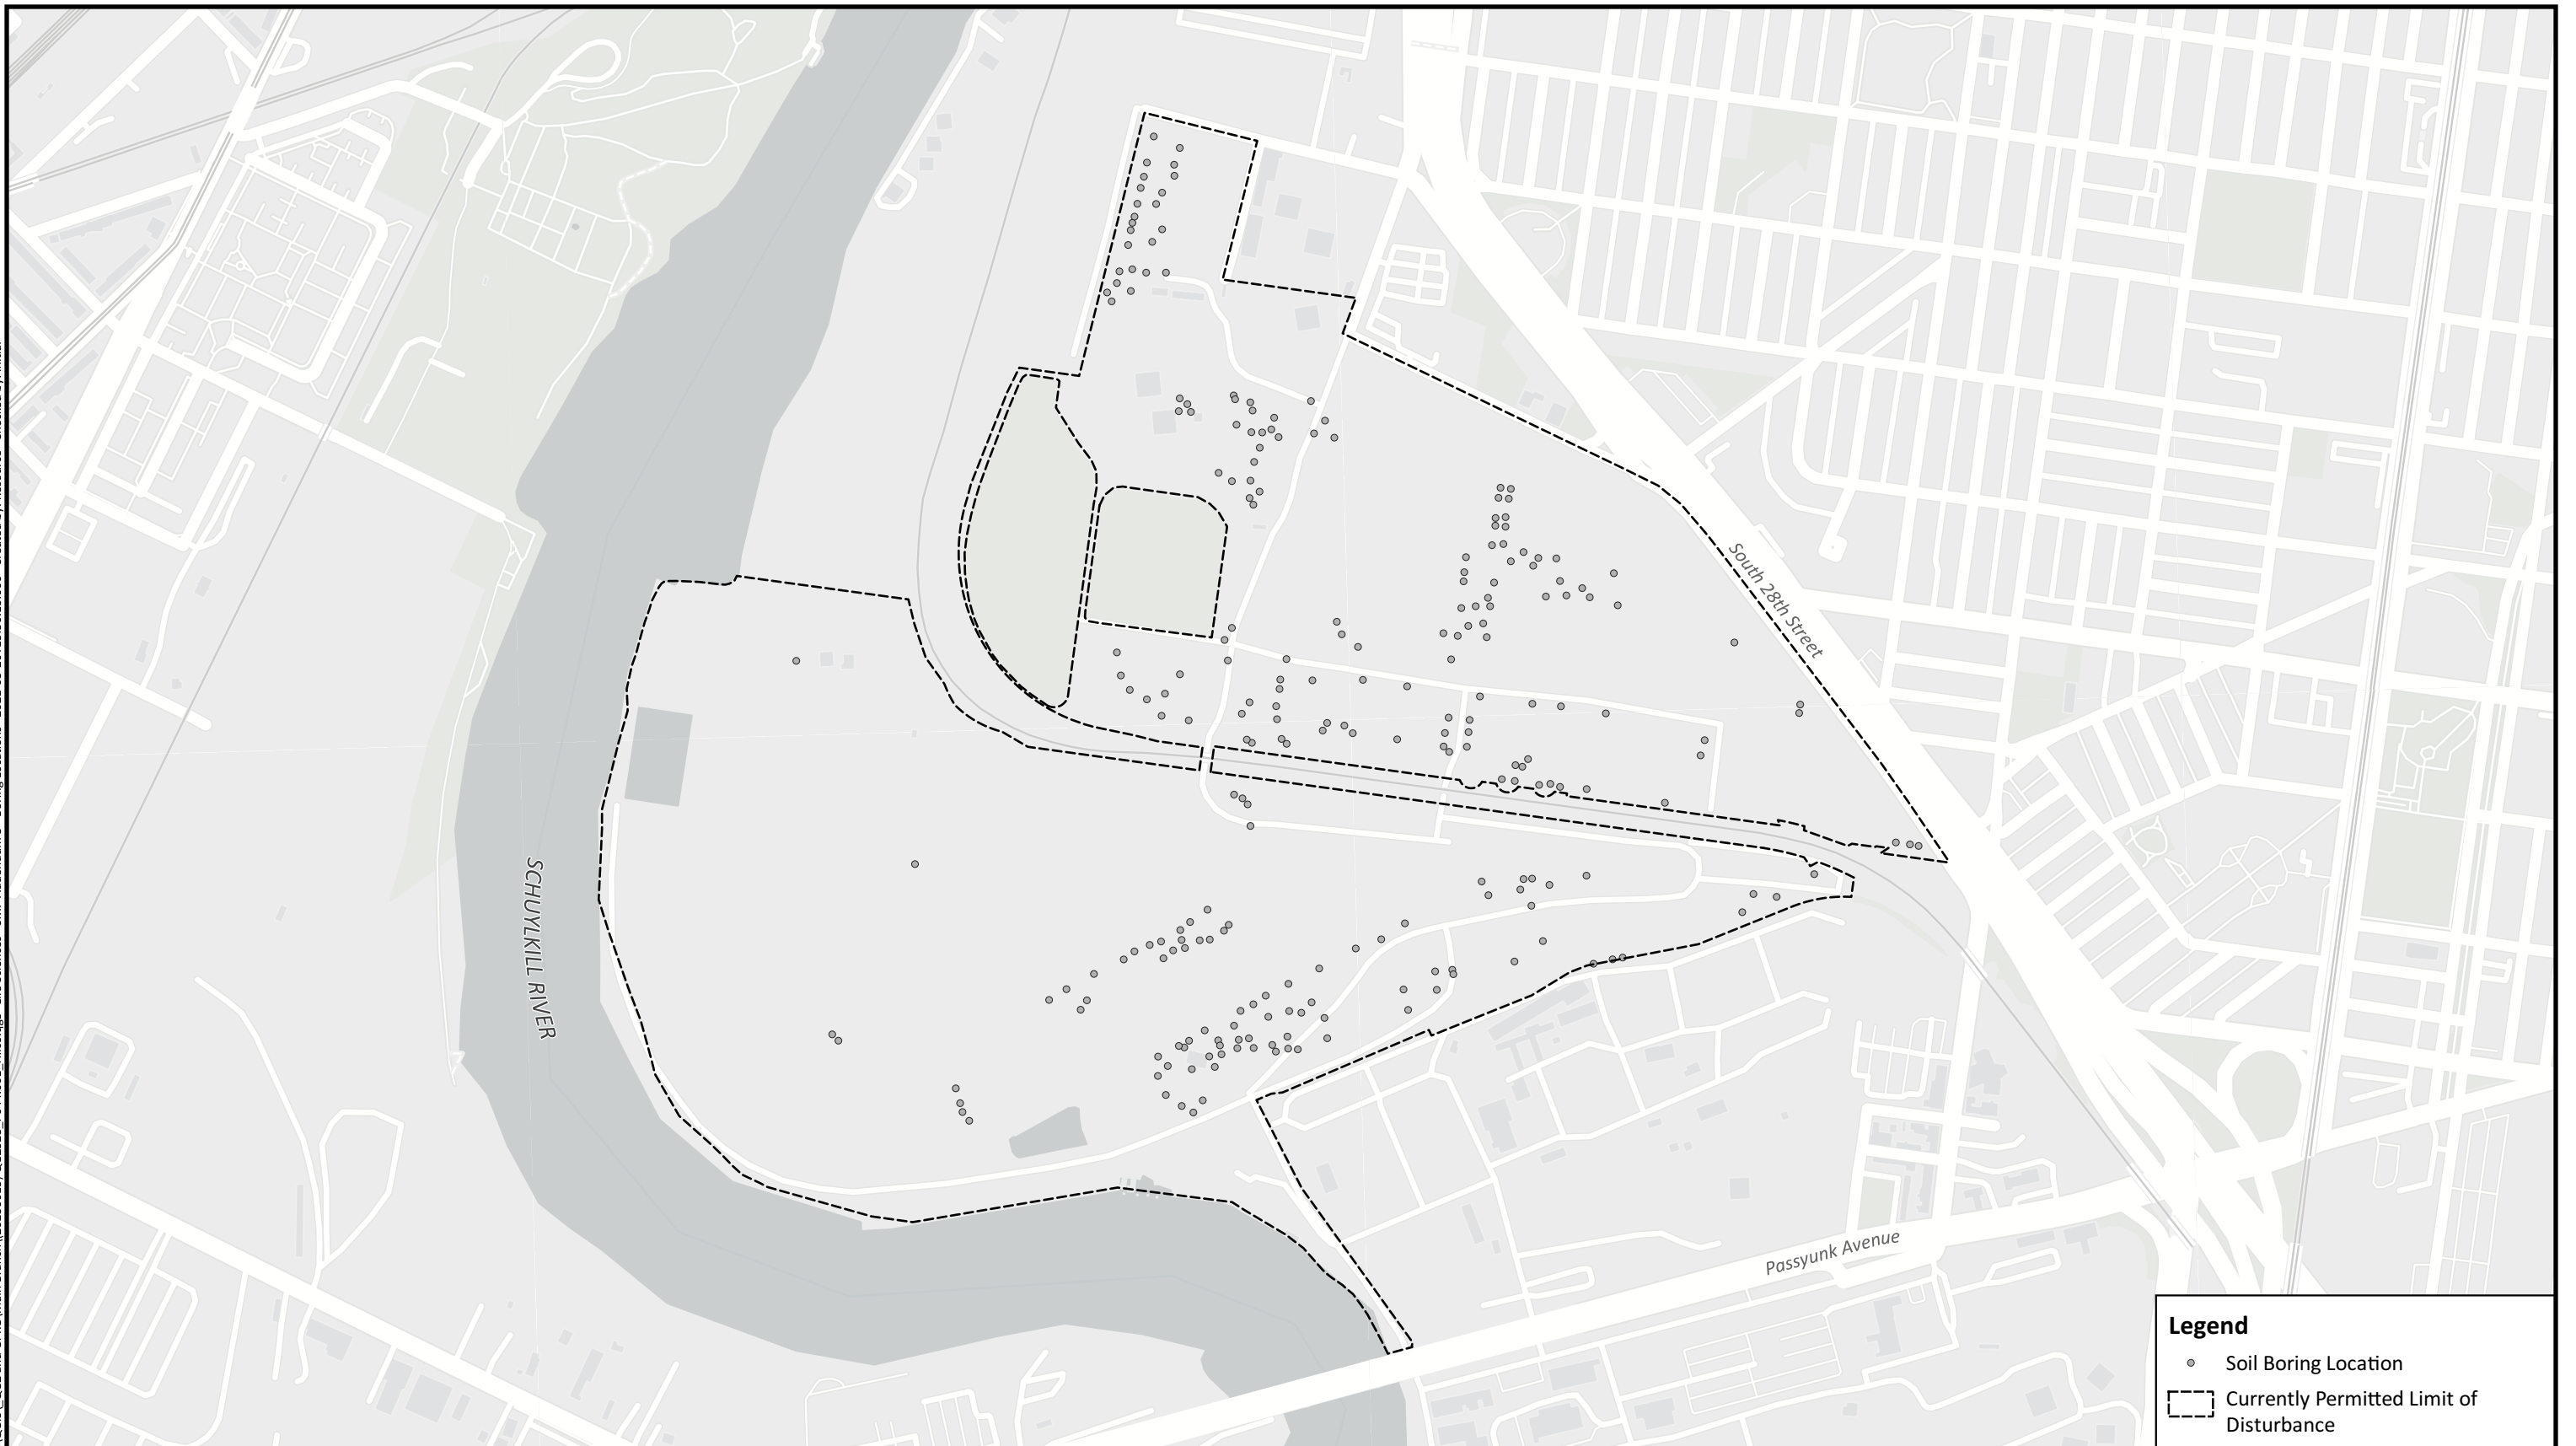 South 28th Street
SCHUYLKILL RIVER
Passyunk Avenue
Legend
Soil Boring Location
Currently Permitted Limit of
Disturbance